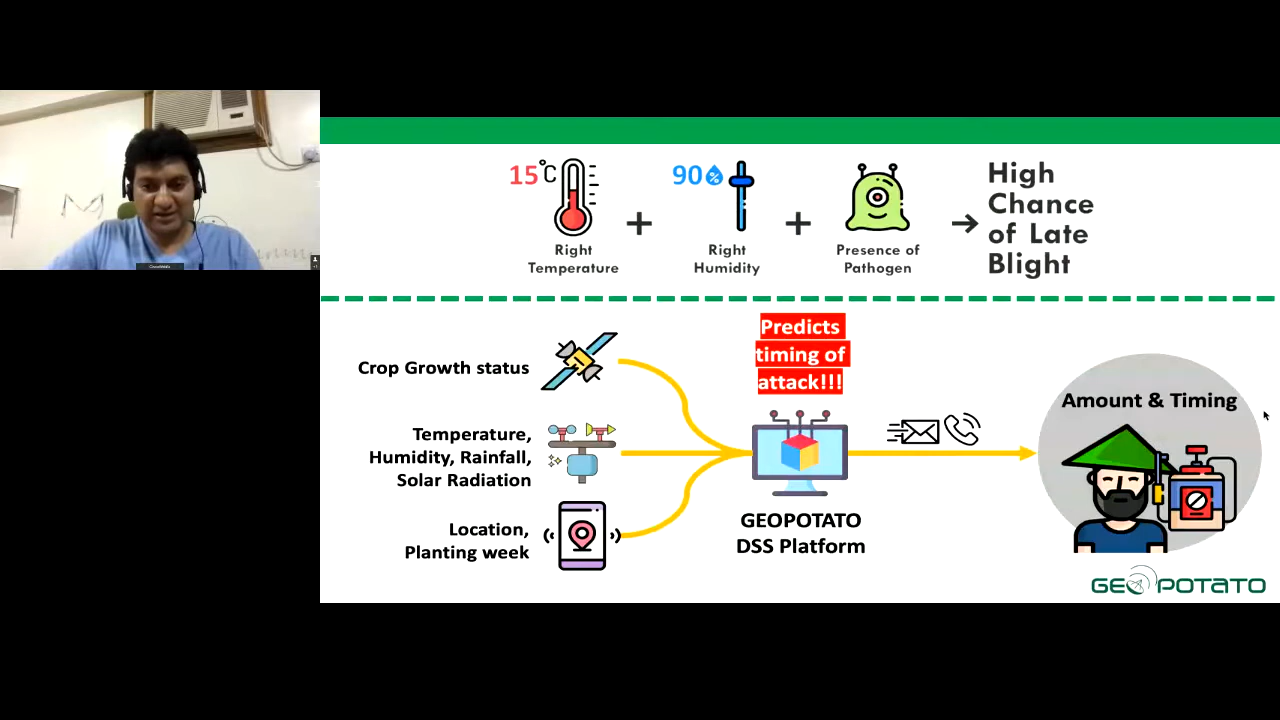 15°C
90%
Right
Temperature
Right
Humidity
Presence of
Pathogen
High
Chance
of Late
Blight
Predicts
timing of
attack!!!
Crop Growth status
Temperature,
Humidity, Rainfall,
Solar Radiation
Location,
Planting week
GEOPOTATO
DSS Platform
Amount & Timing
GEOPOTATO